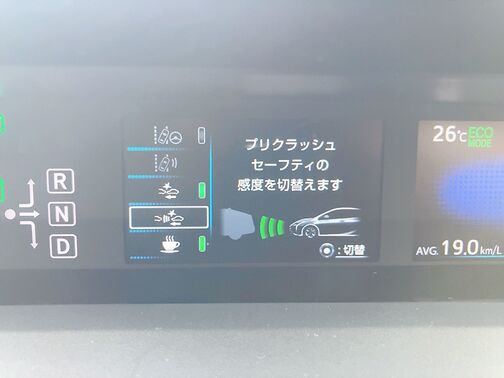 プリクラッシュ
セーフティの
感度を切替えます
:切替
R
N
D
26℃
ECO
MODE
AVG. 19.0 km/L